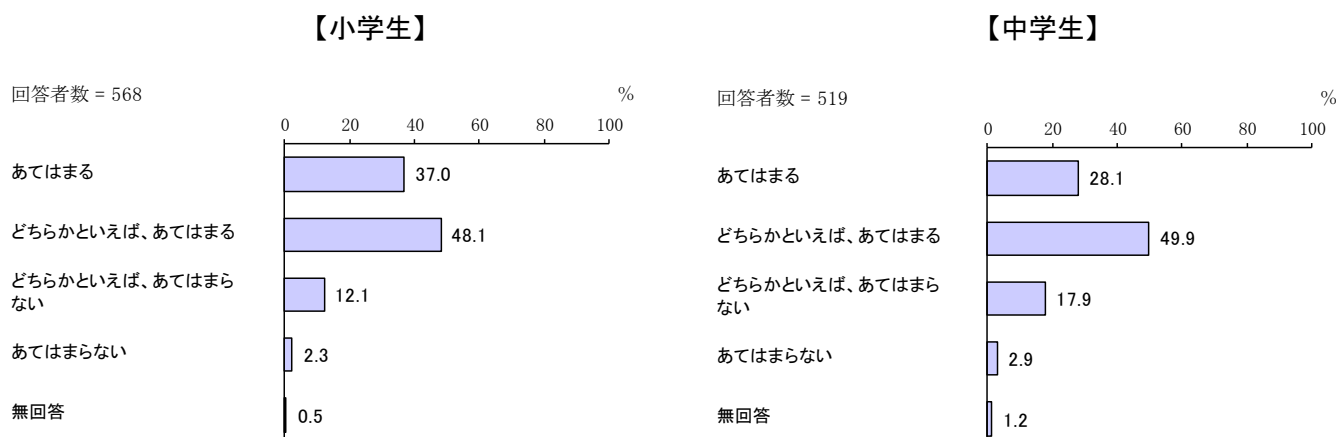 【小学生】
回答者数 = 568
%
0 20 40 60 80 100
あてはまる 37.0
どちらかといえば、あてはまる 48.1
どちらかといえば、あてはまら
ない 12.1
あてはまらない 2.3
無回答 0.5
【中学生】
回答者数 = 519
%
0 20 40 60 80 100
あてはまる 28.1
どちらかといえば、あてはまる 49.9
どちらかといえば、あてはまら
ない 17.9
あてはまらない 2.9
無回答 1.2